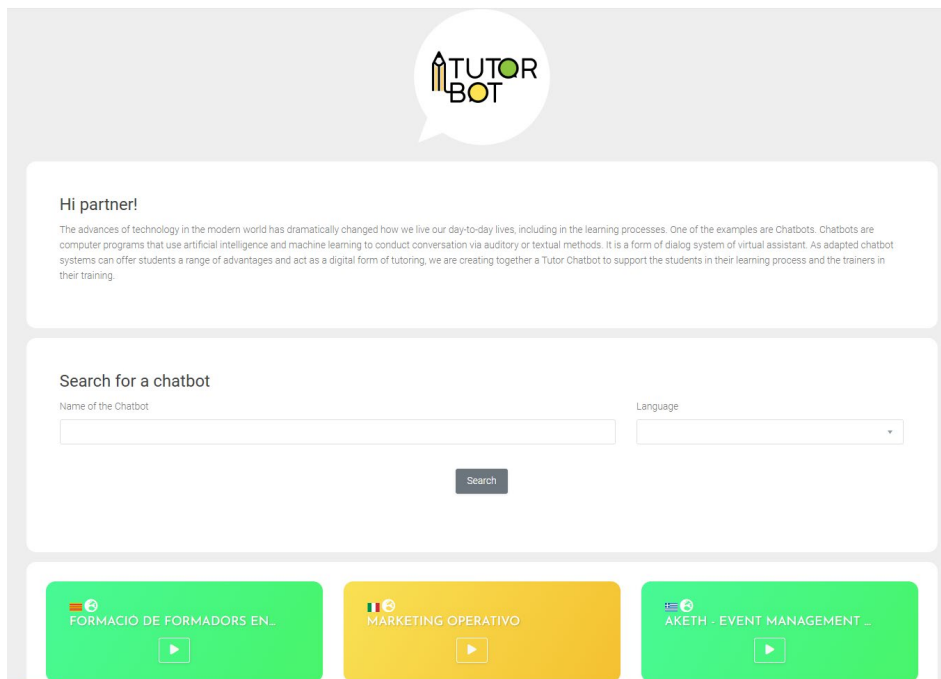 TUTOR
BOT
Hi partner!
The advances of technology in the modern world has dramatically changed how we live our day-to-day lives, including in the learning processes. One of the examples are Chatbots. Chatbots are
computer programs that use artificial intelligence and machine learning to conduct conversation via auditory or textual methods. It is a form of dialog system of virtual assistant. As adapted chatbot
systems can offer students a range of advantages and act as a digital form of tutoring, we are creating together a Tutor Chatbot to support the students in their learning process and the trainers in
their training.
Search for a chatbot
Name of the Chatbot
Language
Search
FORMACIÓ DE FORMADORS EN...
MARKETING OPERATIVO
AKETH - EVENT MANAGEMENT ...